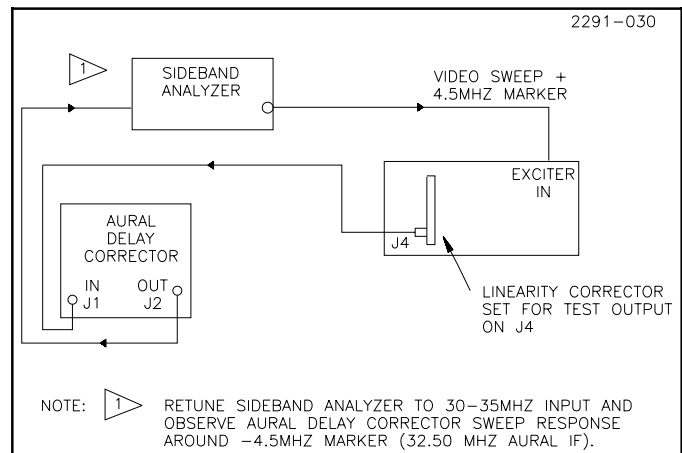 2291-030
1
SIDEBAND
ANALYZER
VIDEO SWEEP +
4.5MHZ MARKER
EXCITER
IN
J4
AURAL
DELAY
CORRECTOR
IN
J1
OUT
J2
LINEARITY CORRECTOR
SET FOR TEST OUTPUT
ON J4
NOTE: 1 RETUNE SIDEBAND ANALYZER TO 30-35MHZ INPUT AND
OBSERVE AURAL DELAY CORRECTOR SWEEP RESPONSE
AROUND -4.5MHZ MARKER (32.50 MHZ AURAL IF).